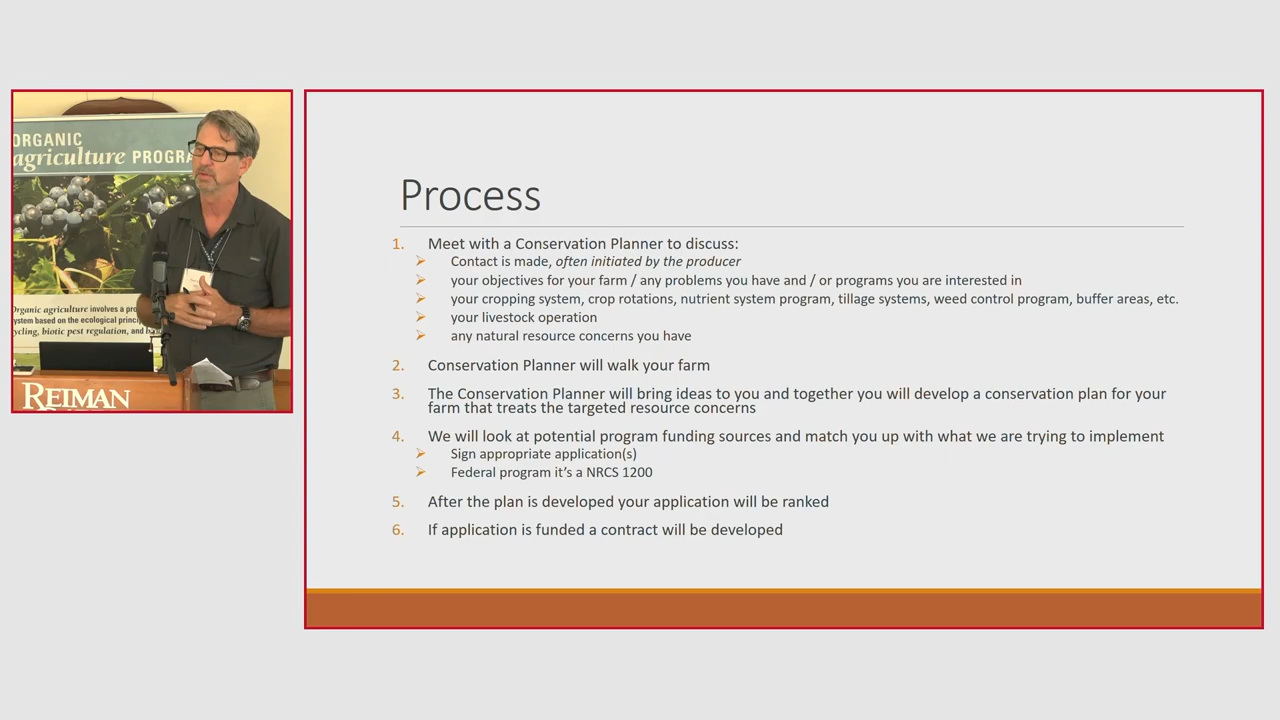 ORGANIC
agriculture PROGRA
Organic agriculture involves a pro
ystem based on the ecological princip
ycling, biotic pest regulation, and b
REIMAN
Process
1. Meet with a Conservation Planner to discuss:
Contact is made, often initiated by the producer
your objectives for your farm / any problems you have and / or programs you are interested in
your cropping system, crop rotations, nutrient system program, tillage systems, weed control program, buffer areas, etc.
your livestock operation
any natural resource concerns you have
2. Conservation Planner will walk your farm
3. The Conservation Planner will bring ideas to you and together you will develop a conservation plan for your
farm that treats the targeted resource concerns
4. We will look at potential program funding sources and match you up with what we are trying to implement
Sign appropriate application(s)
Federal program it's a NRCS 1200
5. After the plan is developed your application will be ranked
6. If application is funded a contract will be developed